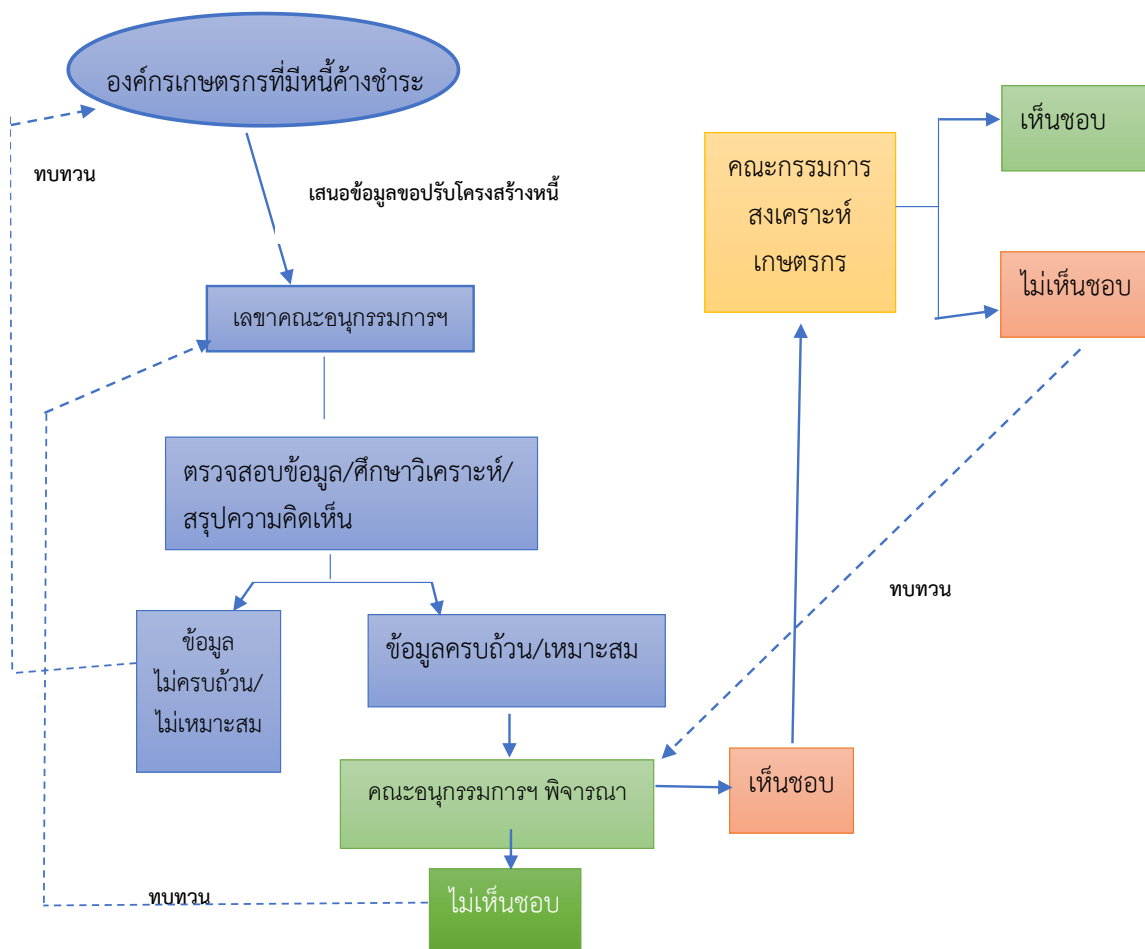 องค์กรเกษตรกรที่มีหนี้ค้างชำระ
ทบทวน
เสนอข้อมูลขอปรับโครงสร้างหนี้
เลขาคณะอนุกรรมการฯ
ตรวจสอบข้อมูล/ศึกษาวิเคราะห์/
สรุปความคิดเห็น
ข้อมูล
ไม่ครบถ้วน/
ไม่เหมาะสม
ข้อมูลครบถ้วน/เหมาะสม
คณะอนุกรรมการฯ พิจารณา
ไม่เห็นชอบ
ทบทวน
เห็นชอบ
คณะกรรมการ
สงเคราะห์
เกษตรกร
เห็นชอบ
ไม่เห็นชอบ
ทบทวน